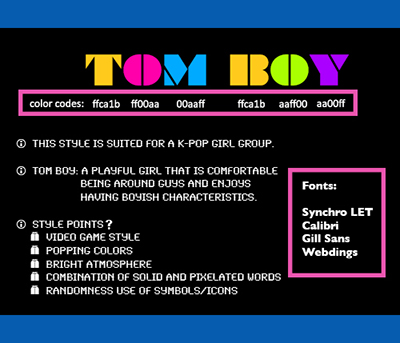 TOM BOY
color codes: ffca1b ff00aa 00aaff ffca1b aaff00 aa00ff
THIS STYLE IS SUITED FOR A K-POP GIRL GROUP.
TOM BOY: A PLAYFUL GIRL THAT IS COMFORTABLE
BEING AROUND GUYS AND ENJOYS
HAVING BOYISH CHARACTERISTICS.
STYLE POINTS?
VIDEO GAME STYLE
POPPING COLORS
BRIGHT ATMOSPHERE
COMBINATION OF SOLID AND PIXELATED WORDS
RANDOMNESS USE OF SYMBOLS/ICONS
Fonts:
Synchro LET
Calibri
Gill Sans
Webdings